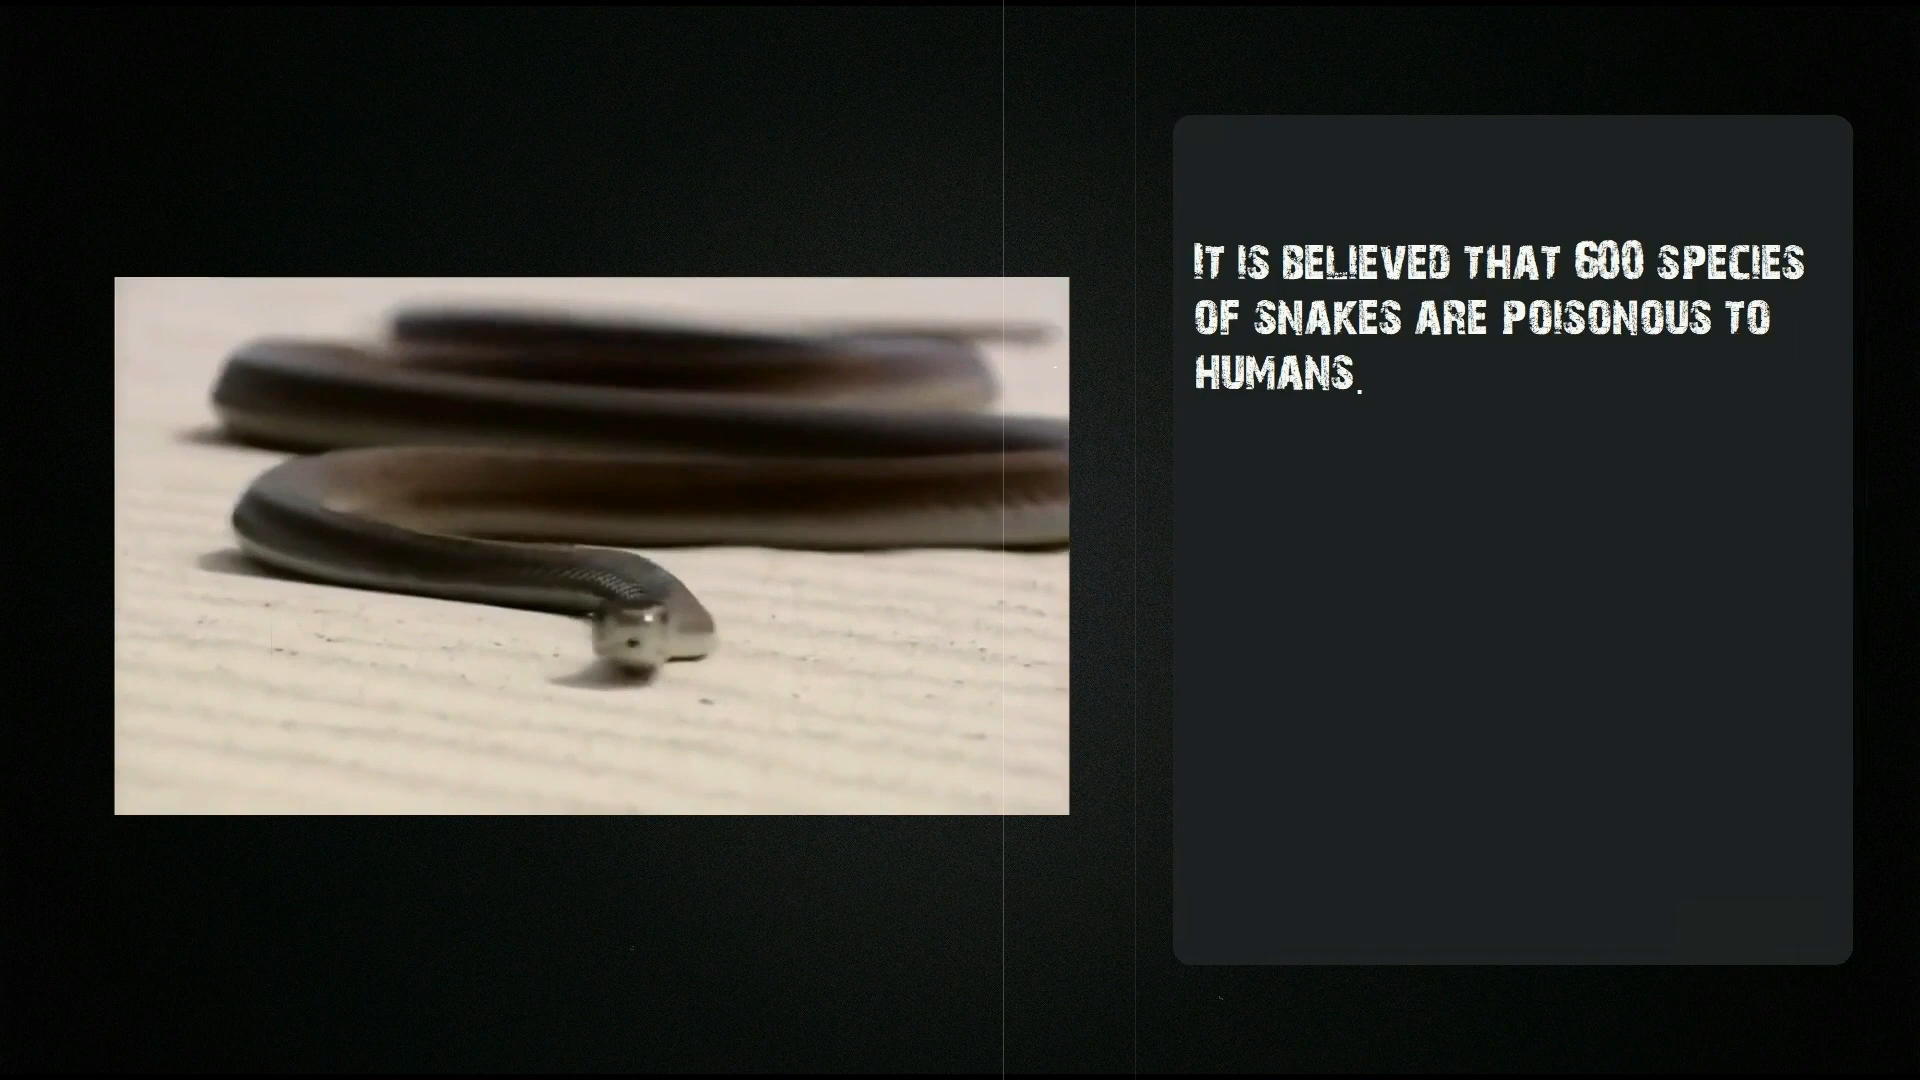 It is believed that 600 species
of snakes are poisonous to
humans.